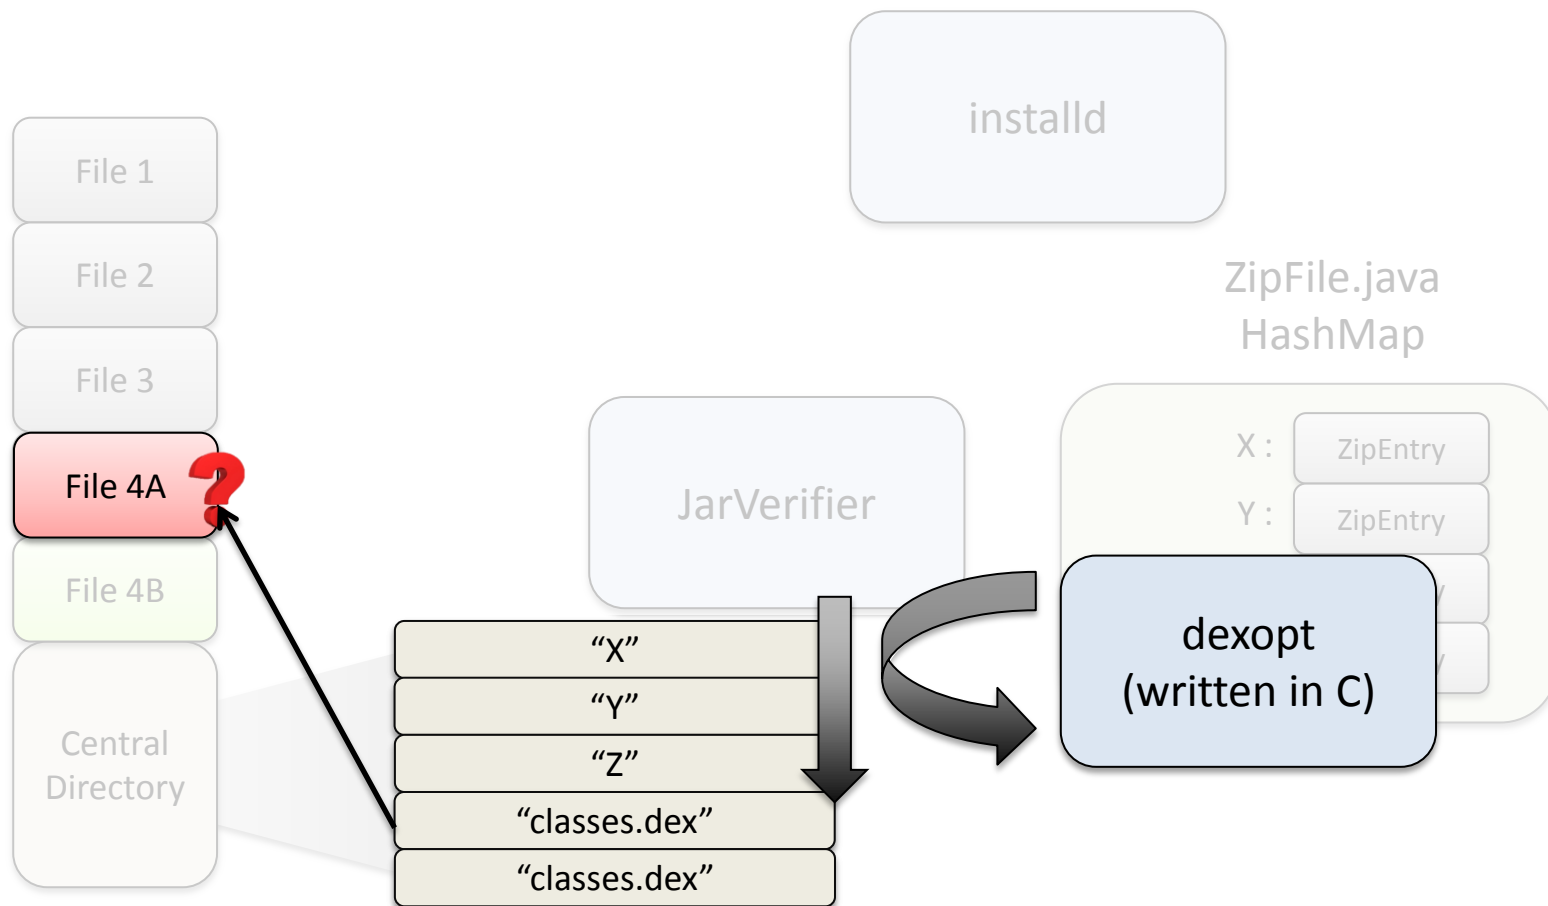 installd
File 1
File 2
File 3
File 4A
?
File 4B
Central
Directory
ZipFile.java
HashMap
X :
ZipEntry
Y :
ZipEntry
y
y
JarVerifier
dexopt
(written in C)
“X”
“Y”
“Z”
“classes.dex”
“classes.dex”